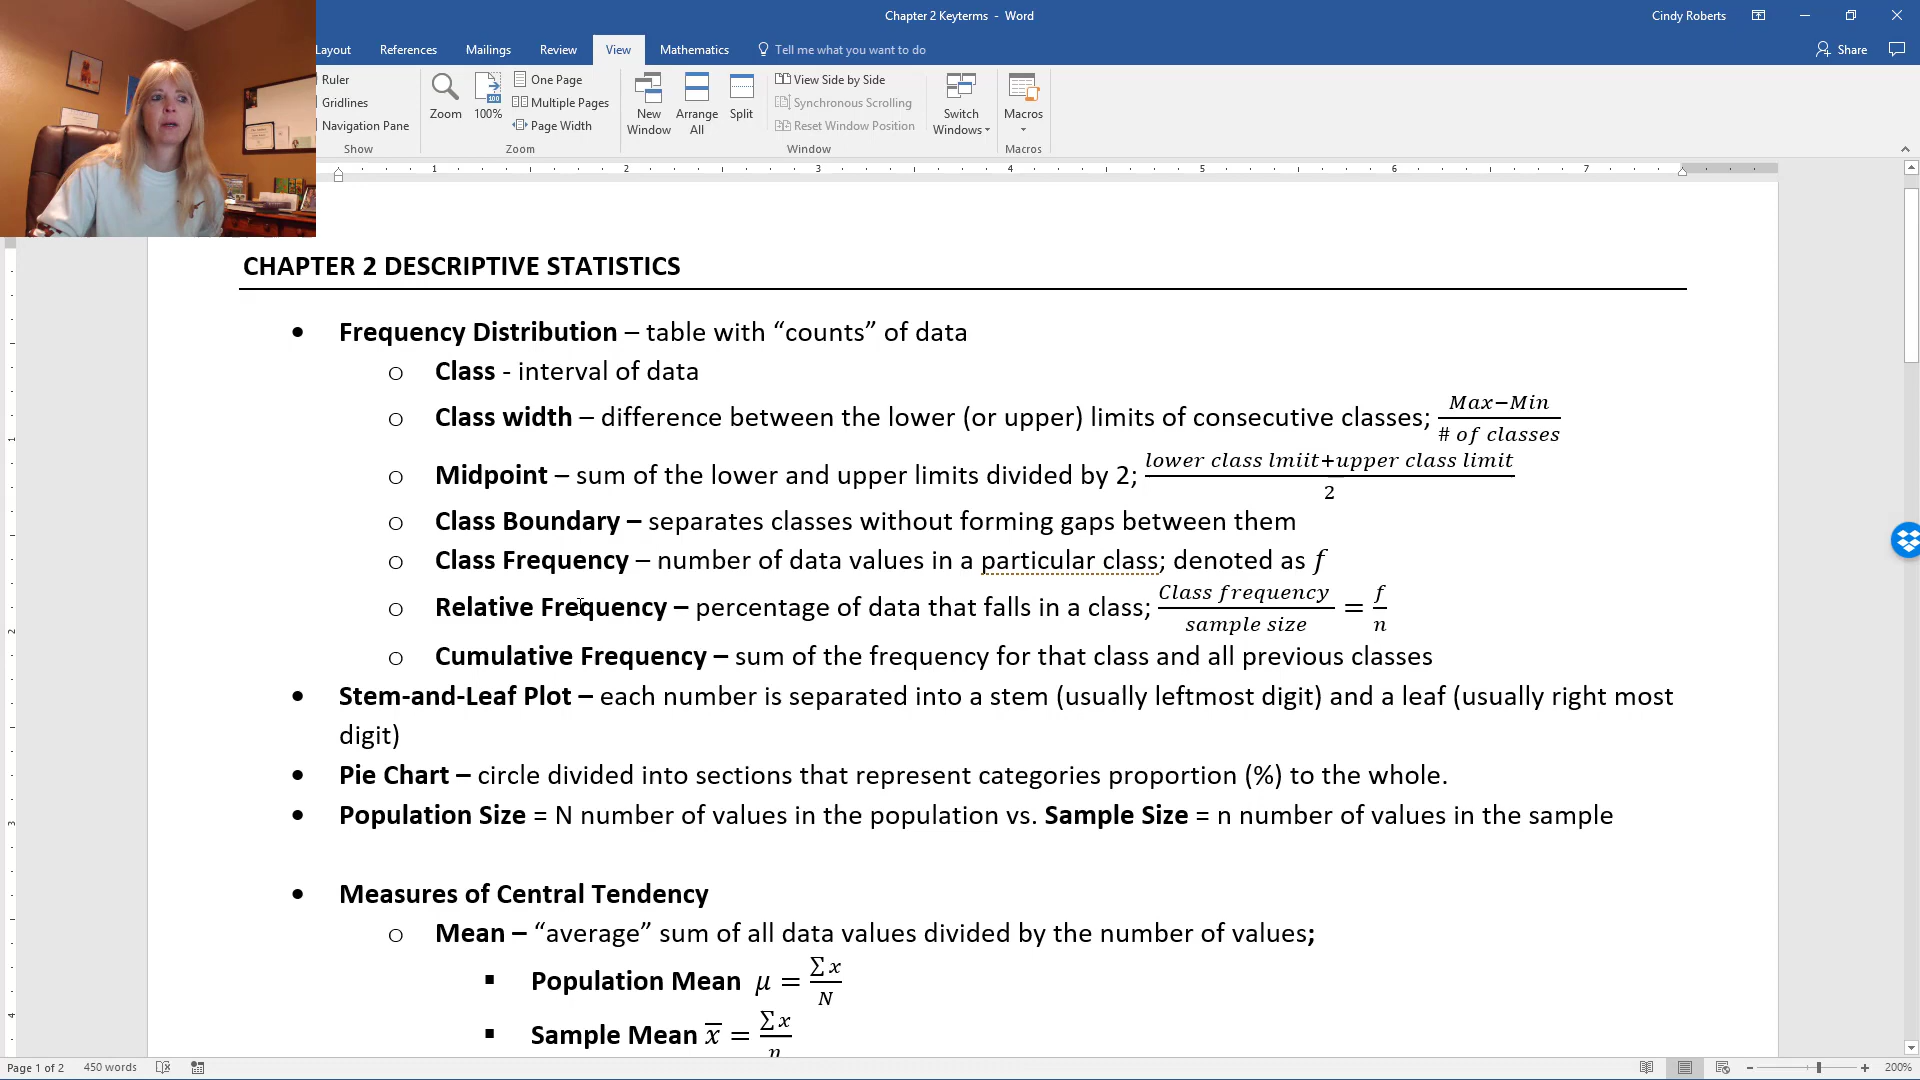 Chapter 2 Keyterms - Word
Cindy Roberts
Layout References Mailings Review View Mathematics Tell me what you want to do Share
Ruler
Gridlines
Navigation Pane
Show
Zoom
100%
One Page
Multiple Pages
Page Width
Zoom
New Window
Arrange All
Split
View Side by Side
Synchronous Scrolling
Reset Window Position
Window
Switch Windows
Macros
Macros
1 2 3 4 5 6 7
CHAPTER 2 DESCRIPTIVE STATISTICS
• Frequency Distribution – table with “counts” of data
o Class - interval of data
o Class width – difference between the lower (or upper) limits of consecutive classes; Max−Min / # of classes
o Midpoint – sum of the lower and upper limits divided by 2; lower class lmiit+upper class limit / 2
o Class Boundary – separates classes without forming gaps between them
o Class Frequency – number of data values in a particular class; denoted as f
o Relative Frequency – percentage of data that falls in a class; Class frequency / sample size = f / n
o Cumulative Frequency – sum of the frequency for that class and all previous classes
• Stem-and-Leaf Plot – each number is separated into a stem (usually leftmost digit) and a leaf (usually right most
digit)
• Pie Chart – circle divided into sections that represent categories proportion (%) to the whole.
• Population Size = N number of values in the population vs. Sample Size = n number of values in the sample
• Measures of Central Tendency
o Mean – “average” sum of all data values divided by the number of values;
▪ Population Mean μ = ∑x / N
▪ Sample Mean x̅ = ∑x / n
Page 1 of 2 450 words 200%